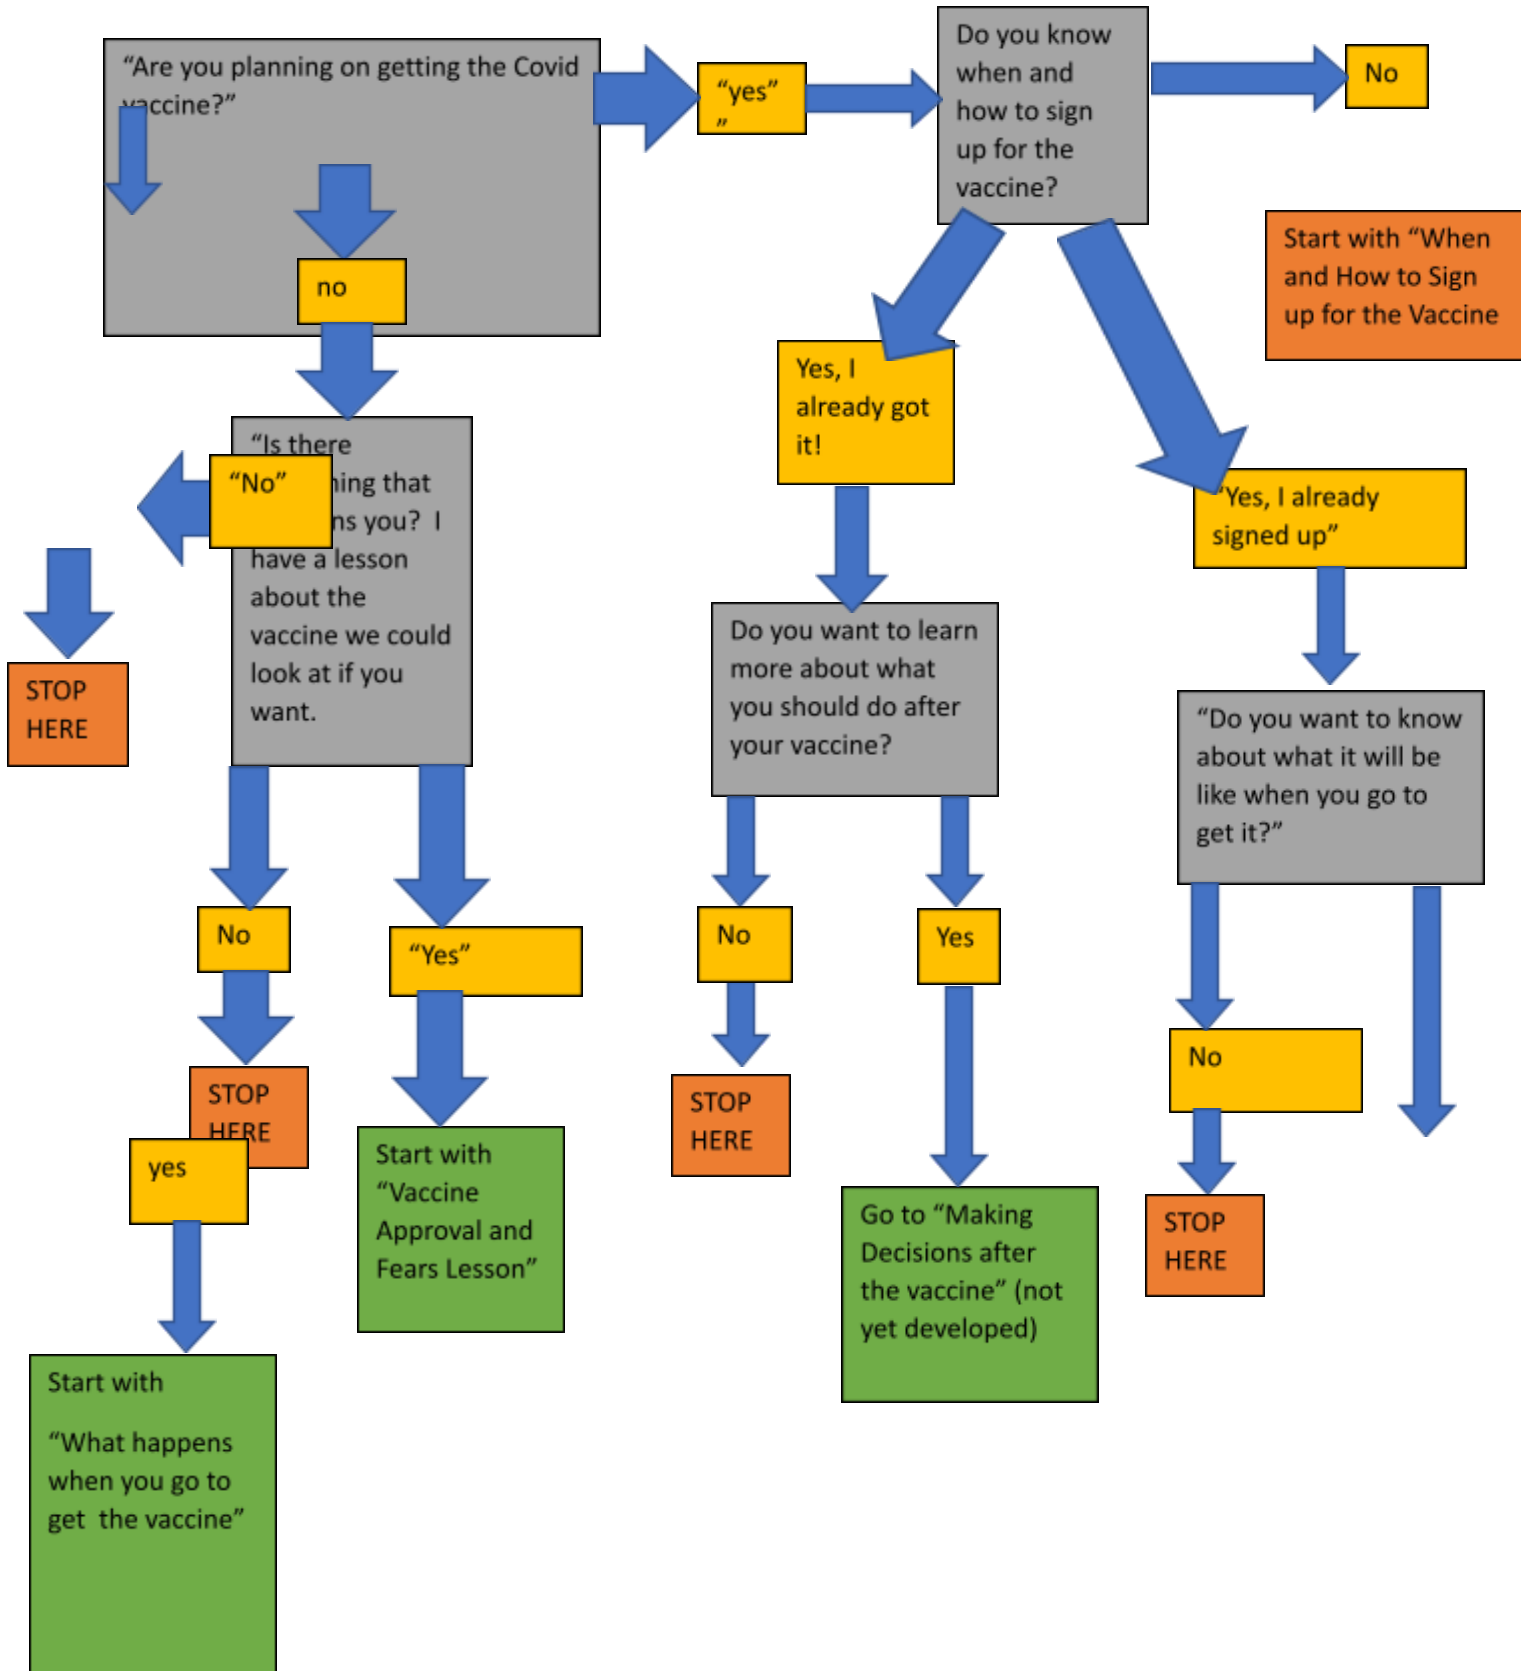 “Are you planning on getting the Covid
vaccine?”
“yes”
”
Do you know
when and
how to sign
up for the
vaccine?
No
Start with “When
and How to Sign
up for the Vaccine
no
Yes, I
already got
it!
“Yes, I already
signed up”
“Is there
that
you? I
have a lesson
about the
vaccine we could
look at if you
want.
“No”
STOP
HERE
Do you want to learn
more about what
you should do after
your vaccine?
“Do you want to know
about what it will be
like when you go to
get it?”
No
“Yes”
No
Yes
No
STOP
HERE
yes
STOP
HERE
Start with
“Vaccine
Approval and
Fears Lesson”
Go to “Making
Decisions after
the vaccine” (not
yet developed)
STOP
HERE
Start with
“What happens
when you go to
get the vaccine”